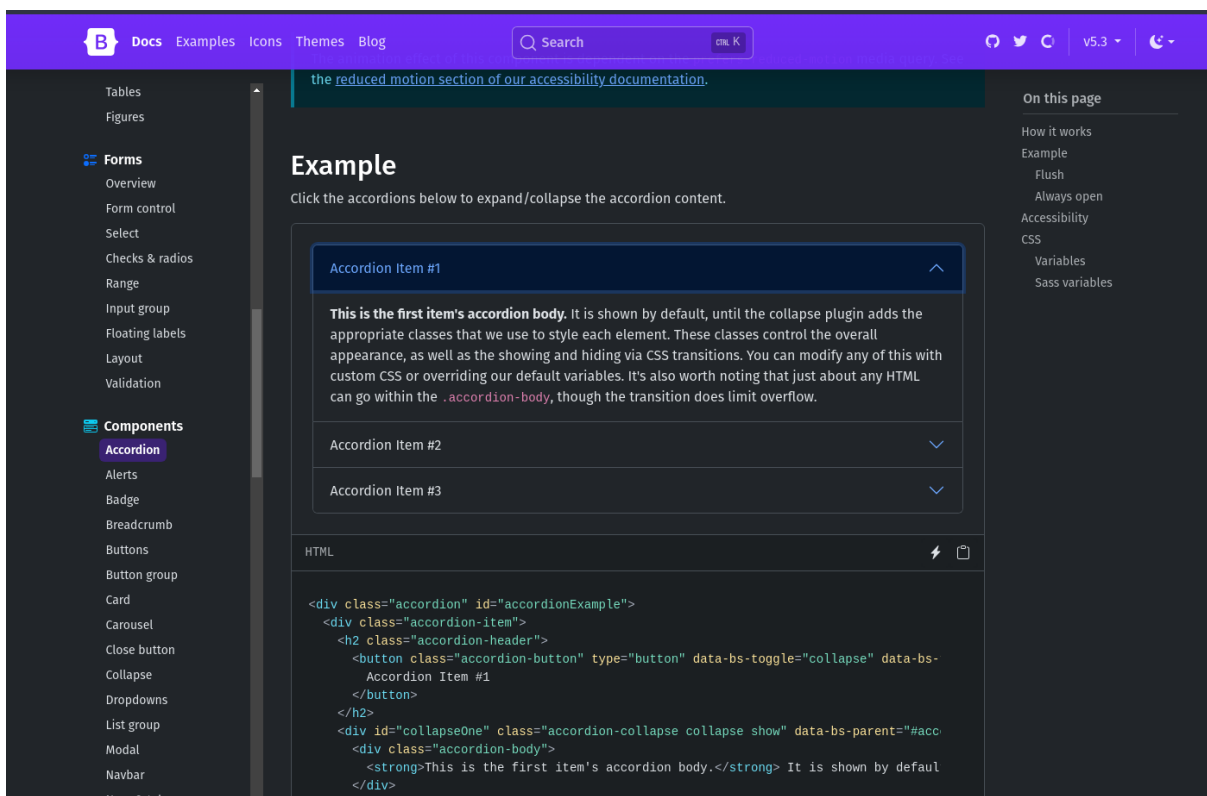 B Docs Examples Icons Themes Blog Search CTRL K v5.3
Tables
Figures
Forms
Overview
Form control
Select
Checks & radios
Range
Input group
Floating labels
Layout
Validation
Components
Accordion
Alerts
Badge
Breadcrumb
Buttons
Button group
Card
Carousel
Close button
Collapse
Dropdowns
List group
Modal
Navbar
the reduced motion section of our accessibility documentation.
Example
Click the accordions below to expand/collapse the accordion content.
Accordion Item #1
This is the first item's accordion body. It is shown by default, until the collapse plugin adds the
appropriate classes that we use to style each element. These classes control the overall
appearance, as well as the showing and hiding via CSS transitions. You can modify any of this with
custom CSS or overriding our default variables. It's also worth noting that just about any HTML
can go within the .accordion-body, though the transition does limit overflow.
Accordion Item #2
Accordion Item #3
HTML
<div class="accordion" id="accordionExample">
<div class="accordion-item">
<h2 class="accordion-header">
<button class="accordion-button" type="button" data-bs-toggle="collapse" data-bs-
Accordion Item #1
</button>
</h2>
<div id="collapseOne" class="accordion-collapse collapse show" data-bs-parent="#acc
<div class="accordion-body">
<strong>This is the first item's accordion body.</strong> It is shown by defaul
</div>
On this page
How it works
Example
Flush
Always open
Accessibility
CSS
Variables
Sass variables